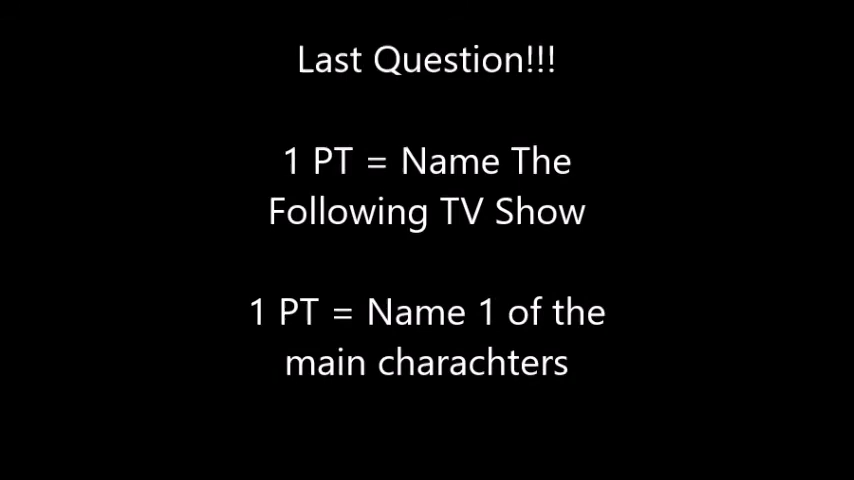 Last Question!!!
1 PT = Name The
Following TV Show
1 PT = Name 1 of the
main charachters